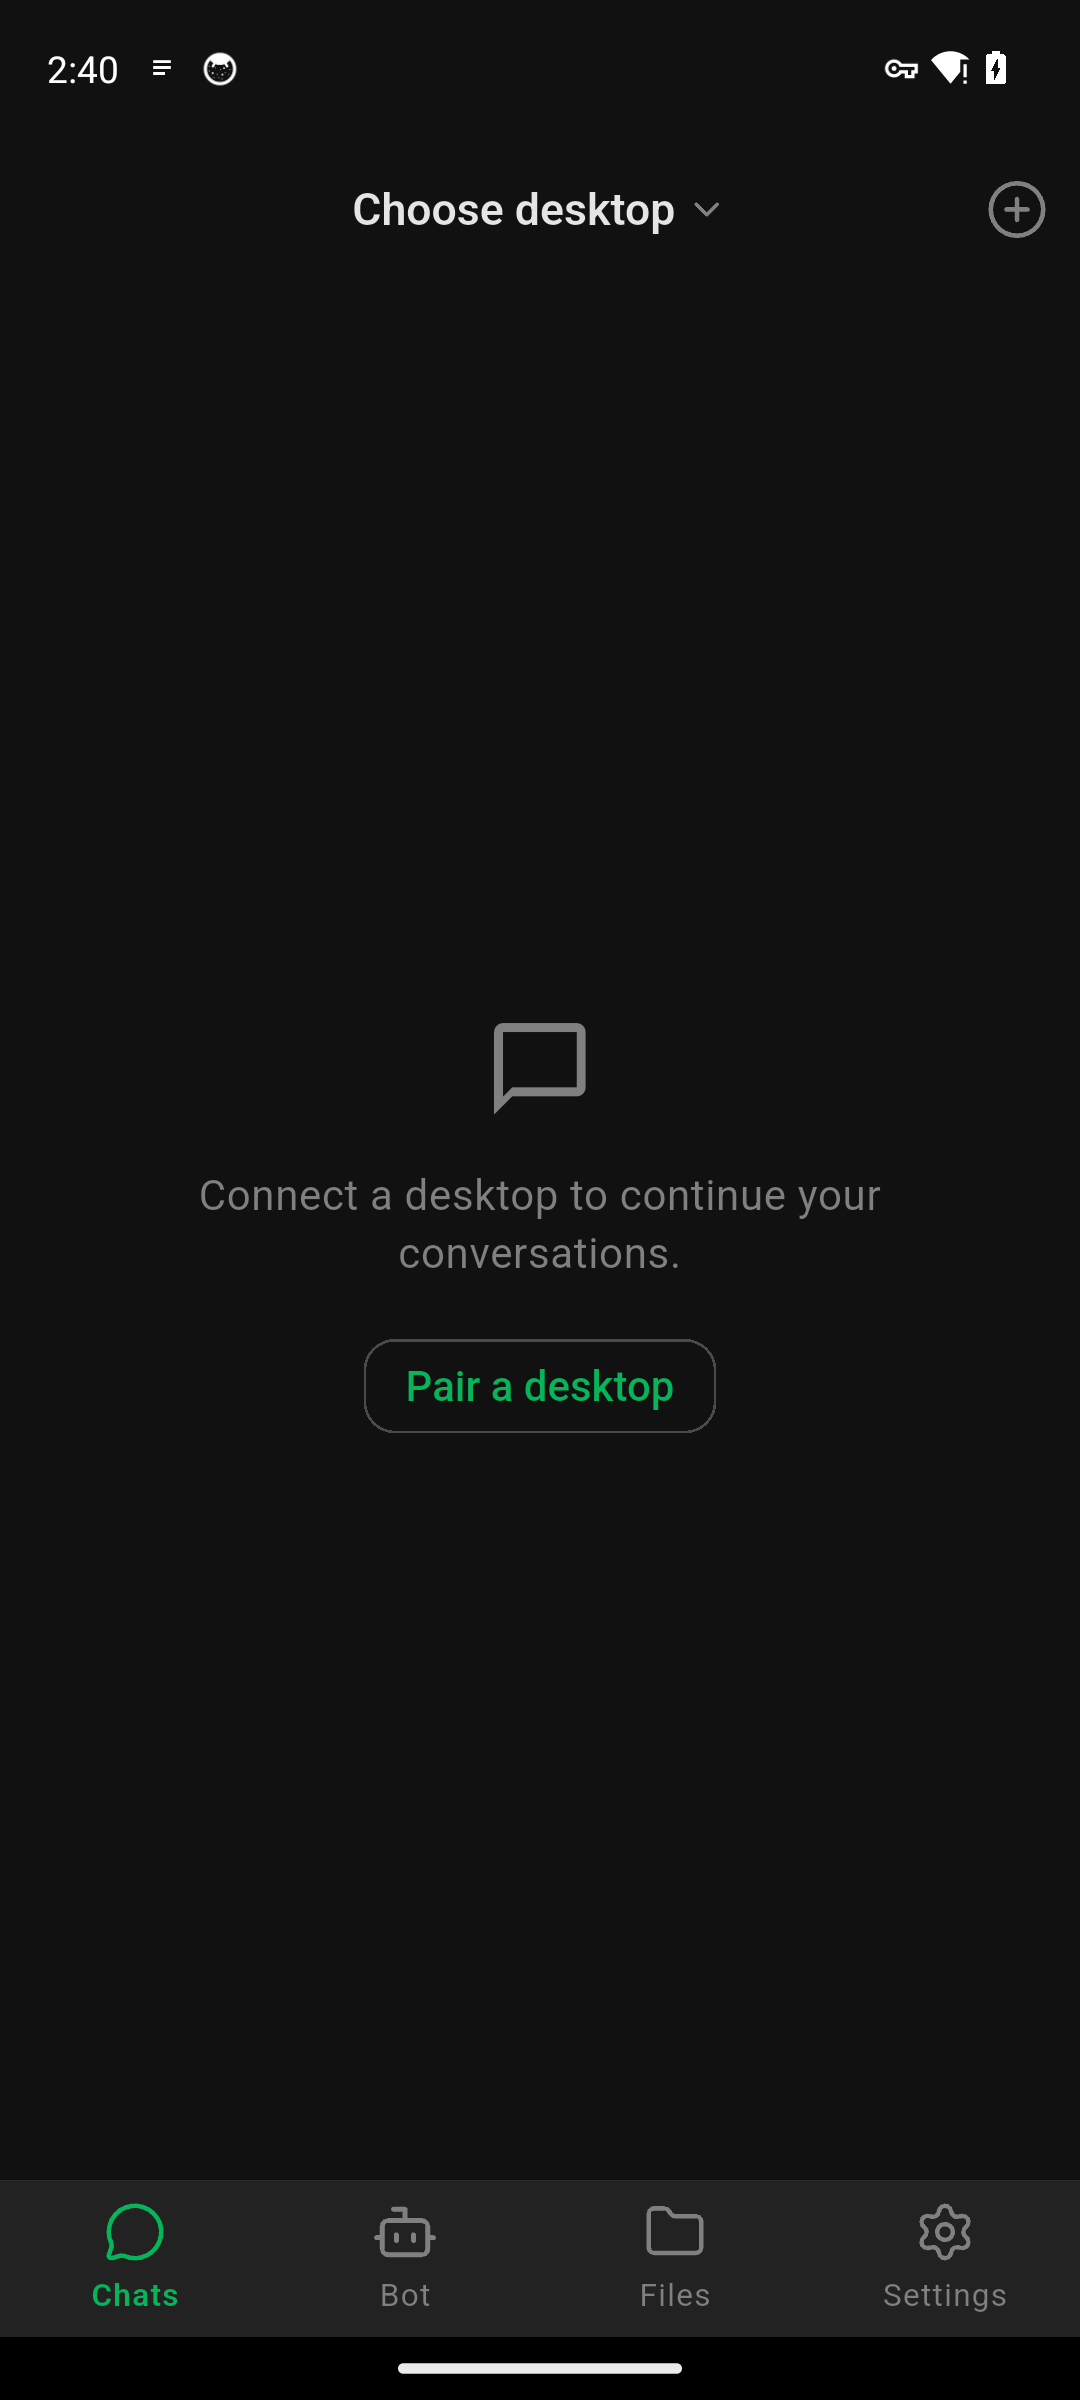 2:40
Choose desktop
Connect a desktop to continue your
conversations.
Pair a desktop
Chats
Bot
Files
Settings